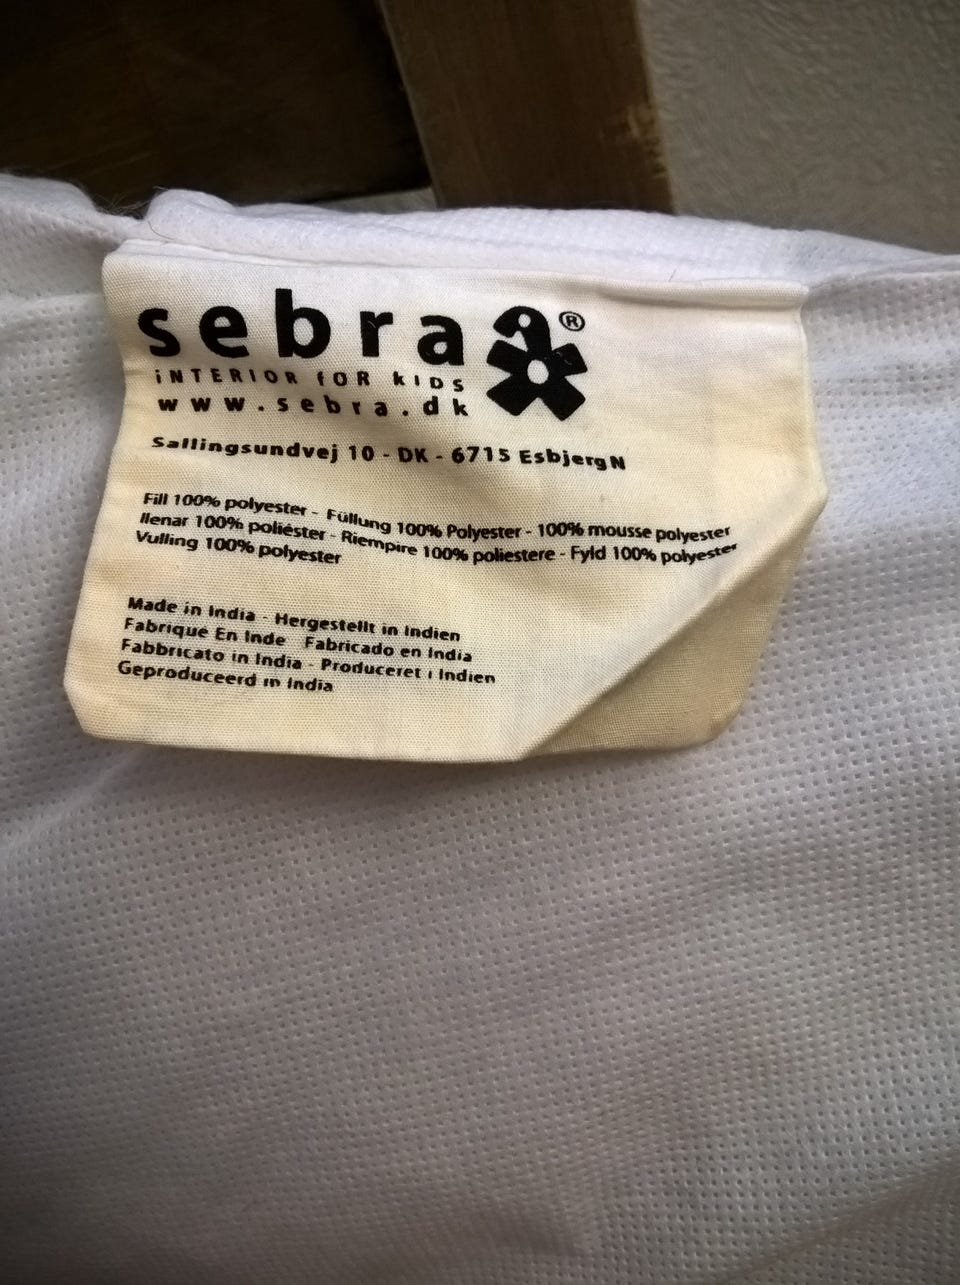 sebra ®
iNTERIOR fOR kIDS
www.sebra.dk
Sallingsundvej 10 - DK - 6715 Esbjerg N
Fill 100% polyester - Füllung 100% Polyester - 100% mousse polyester
llenar 100% poliéster - Riempire 100% poliestere - Fyld 100% polyester
Vulling 100% polyester
Made in India - Hergestellt in Indien
Fabriqué En Inde Fabricado en India
Fabbricato in India - Produceret i Indien
Geproduceerd in India